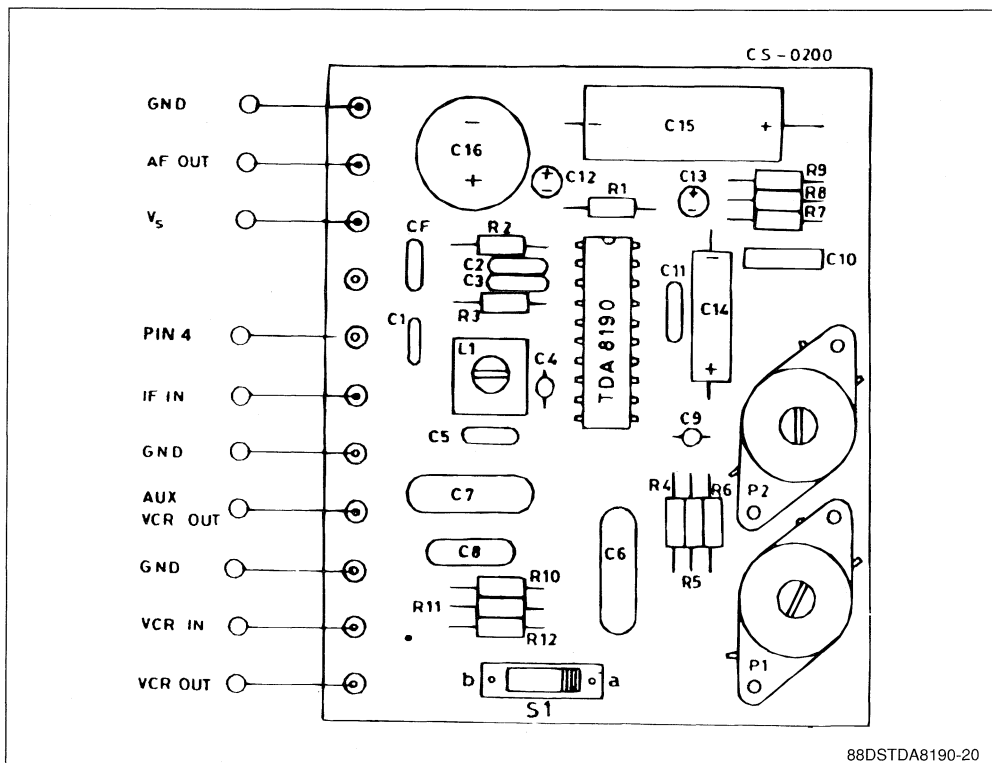 CS-0200
GND
AF OUT
Vs
PIN 4
IF IN
GND
AUX
VCR OUT
GND
VCR IN
VCR OUT
−
C16
+
− C15 +
+
−
C12
R1
C13
+
−
R9
R8
R7
CF
R2
C2
C3
R3
C1
L1
C4
TDA 8190
C11
−
C14
+
C10
C5
C9
C7
R4
R6
P2
C8
C6
R5
R10
R11
R12
P1
b
a
S1
88DSTDA8190-20